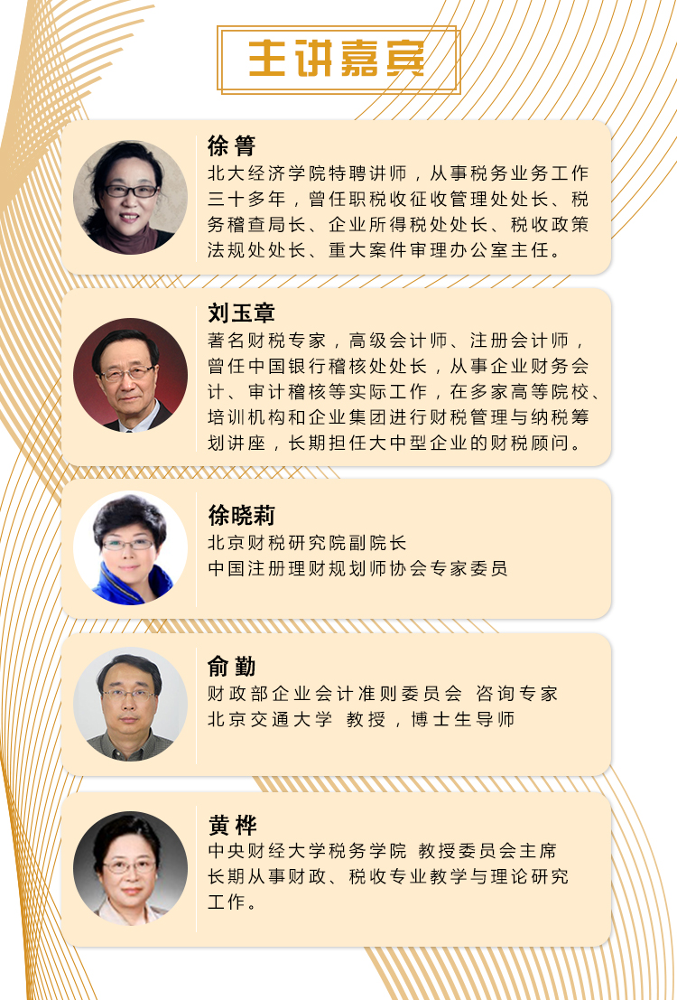 主讲嘉宾
徐箐
北大经济学院特聘讲师，从事税务业务工作
三十多年，曾任职税收征收管理处处长、税
务稽查局长、企业所得税处处长、税收政策
法规处处长、重大案件审理办公室主任。
刘玉章
著名财税专家，高级会计师、注册会计师，
曾任中国银行稽核处处长，从事企业财务会
计、审计稽核等实际工作，在多家高等院校、
培训机构和企业集团进行财税管理与纳税筹
划讲座，长期担任大中型企业的财税顾问。
徐晓莉
北京财税研究院副院长
中国注册理财规划师协会专家委员
俞勤
财政部企业会计准则委员会 咨询专家
北京交通大学 教授，博士生导师
黄桦
中央财经大学税务学院 教授委员会主席
长期从事财政、税收专业教学与理论研究
工作。